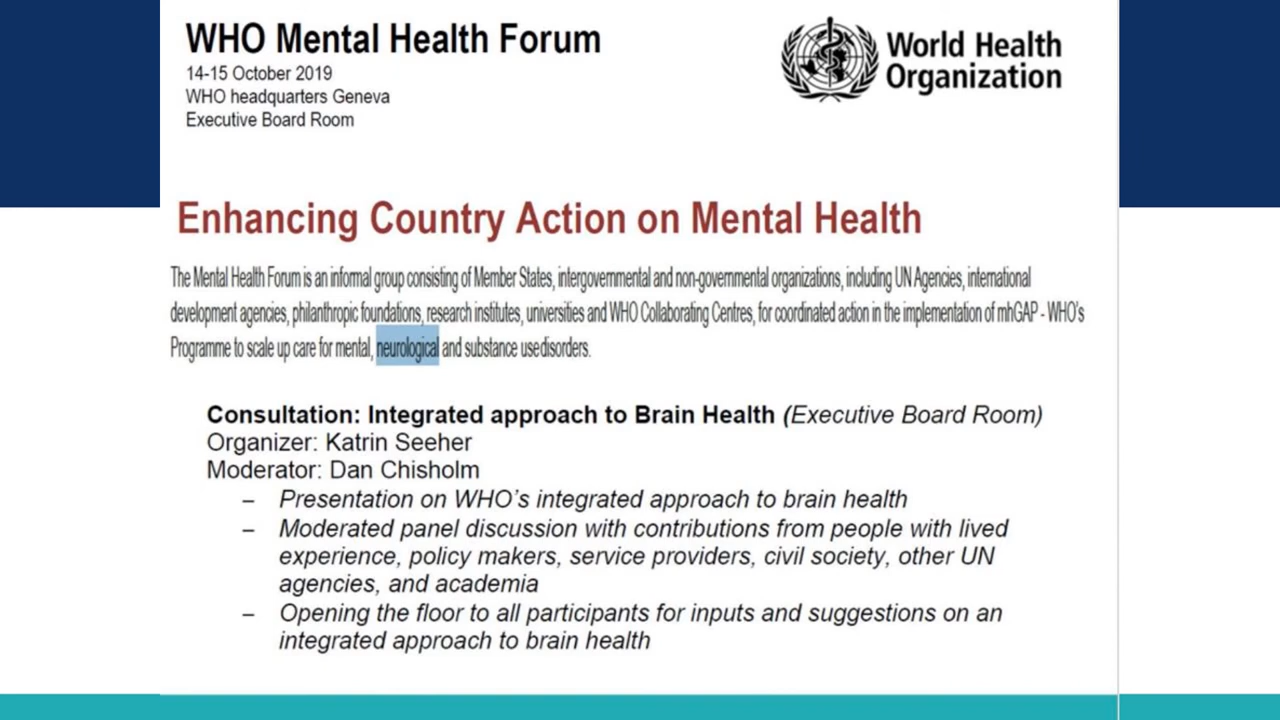 WHO Mental Health Forum
14-15 October 2019
WHO headquarters Geneva
Executive Board Room
World Health
Organization
Enhancing Country Action on Mental Health
The Mental Health Forum is an informal group consisting of Member States, intergovernmental and non-governmental organizations, including UN Agencies, international
development agencies, philanthropic foundations, research institutes, universities and WHO Collaborating Centres, for coordinated action in the implementation of mhGAP - WHO's
Programme to scale up care for mental, neurological and substance usedisorders.
Consultation: Integrated approach to Brain Health (Executive Board Room)
Organizer: Katrin Seeher
Moderator: Dan Chisholm
– Presentation on WHO's integrated approach to brain health
– Moderated panel discussion with contributions from people with lived
experience, policy makers, service providers, civil society, other UN
agencies, and academia
– Opening the floor to all participants for inputs and suggestions on an
integrated approach to brain health